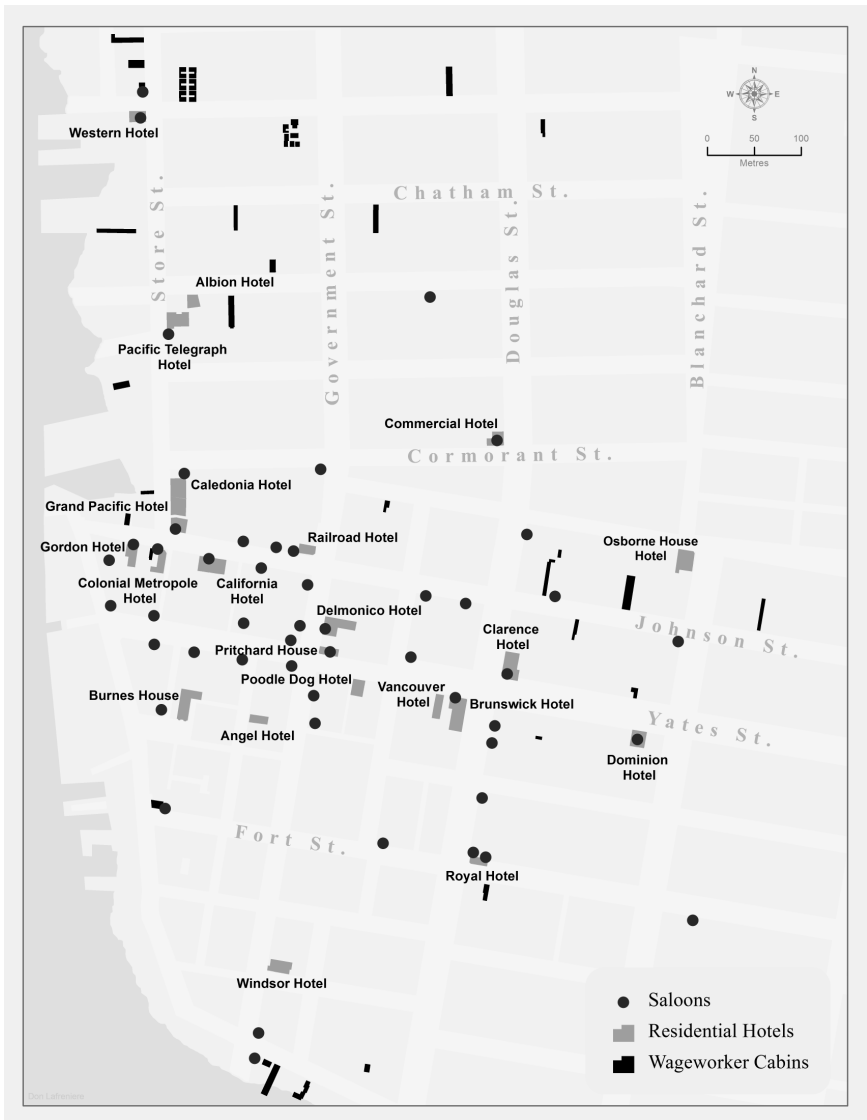 N
W
E
S
0 50 100
Metres
Western Hotel
Chatham St.
Store St.
Government St.
Douglas St.
Blanchard St.
Albion Hotel
Pacific Telegraph
Hotel
Commercial Hotel
Cormorant St.
Caledonia Hotel
Grand Pacific Hotel
Gordon Hotel
Railroad Hotel
Osborne House
Hotel
Colonial Metropole
Hotel
California
Hotel
Delmonico Hotel
Johnson St.
Clarence
Hotel
Pritchard House
Poodle Dog Hotel
Vancouver
Hotel
Burnes House
Brunswick Hotel
Yates St.
Angel Hotel
Dominion
Hotel
Fort St.
Royal Hotel
Windsor Hotel
Saloons
Residential Hotels
Wageworker Cabins